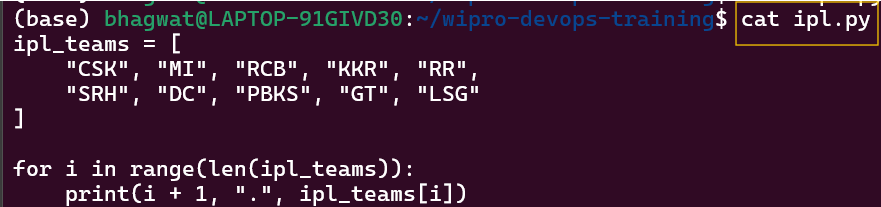 (base) bhagwat@LAPTOP-91GIVD30:~/wipro-devops-training$ cat ipl.py
ipl_teams = [
    "CSK", "MI", "RCB", "KKR", "RR",
    "SRH", "DC", "PBKS", "GT", "LSG"
]

for i in range(len(ipl_teams)):
    print(i + 1, ".", ipl_teams[i])